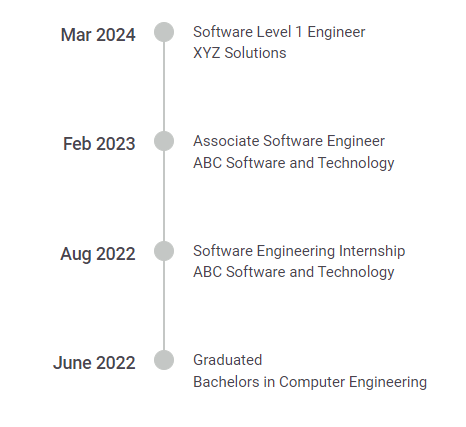 Mar 2024
Software Level 1 Engineer
XYZ Solutions
Feb 2023
Associate Software Engineer
ABC Software and Technology
Aug 2022
Software Engineering Internship
ABC Software and Technology
June 2022
Graduated
Bachelors in Computer Engineering